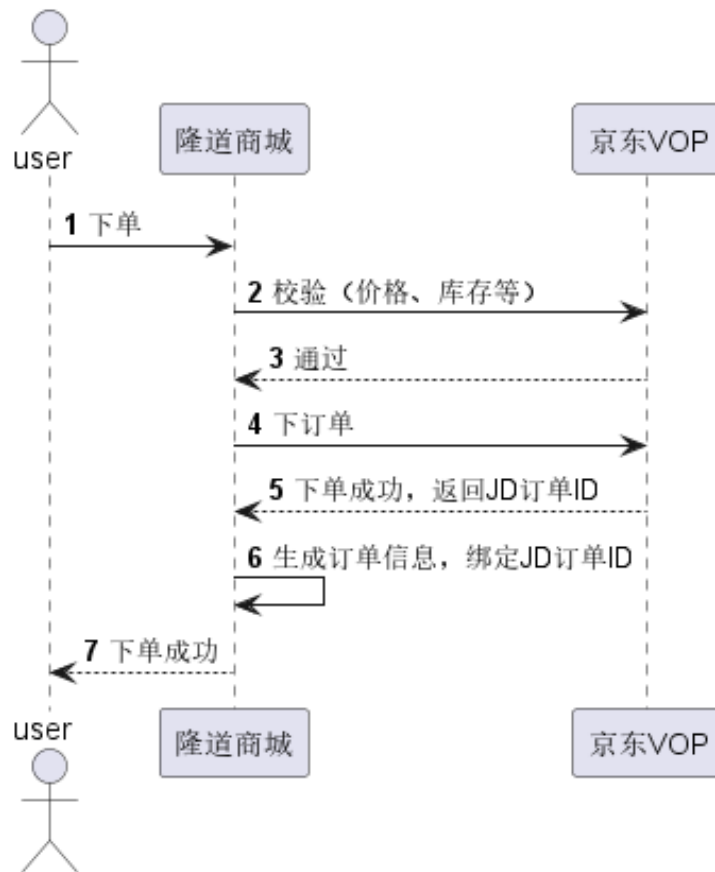 user
隆道商城
京东VOP
1 下单
2 校验（价格、库存等）
3 通过
4 下订单
5 下单成功，返回JD订单ID
6 生成订单信息，绑定JD订单ID
7 下单成功
user
隆道商城
京东VOP